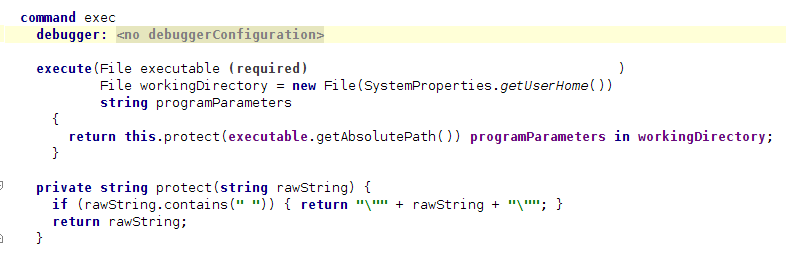 command exec
debugger: <no debuggerConfiguration>
execute(File executable (required) )
File workingDirectory = new File(SystemProperties.getUserHome())
string programParameters
{
return this.protect(executable.getAbsolutePath()) programParameters in workingDirectory;
}
private string protect(string rawString) {
if (rawString.contains(" ")) { return "\"" + rawString + "\""; }
return rawString;
}